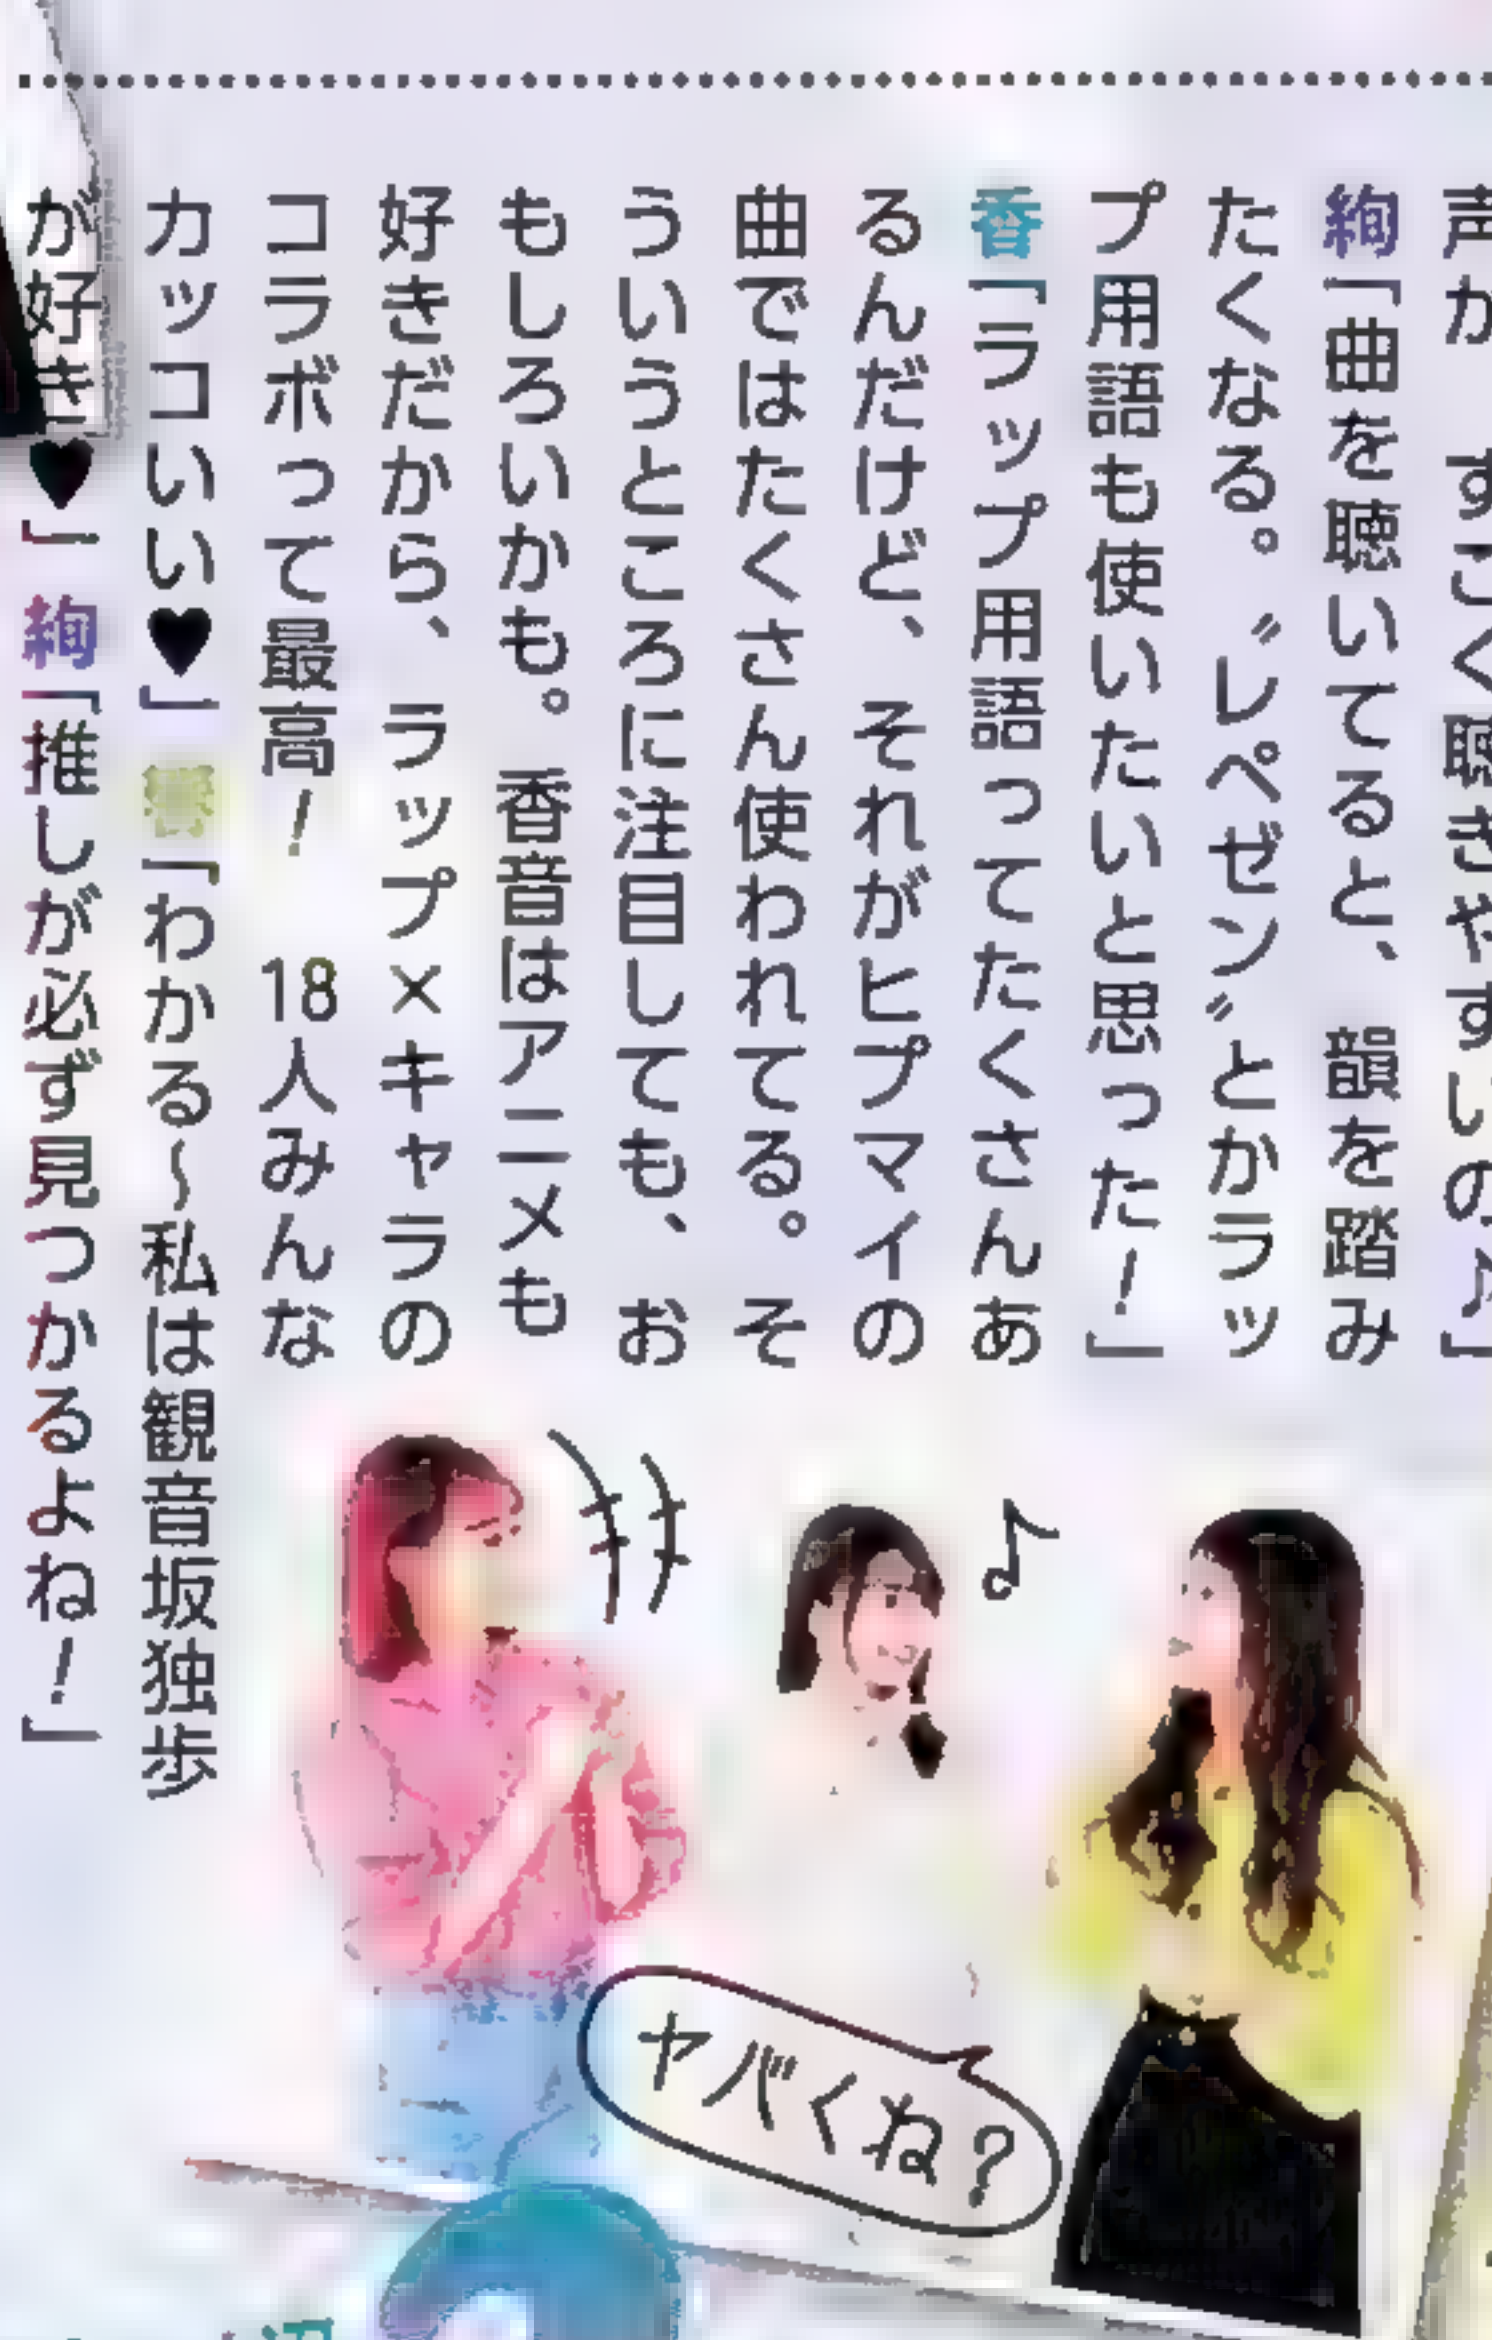 声が すごく聴きやすいの♪」
絢「曲を聴いてると、韻を踏み
たくなる。〝レペゼン〟とかラッ
プ用語も使いたいと思った！」
香「ラップ用語ってたくさんあ
るんだけど、それがヒプマイの
曲ではたくさん使われてる。そ
ういうところに注目しても、お
もしろいかも。香音はアニメも
好きだから、ラップ×キャラの
コラボって最高！ 18人みんな
カッコいい♥」「わかる〜私は観音坂独歩
が好き♥」絢「推しが必ず見つかるよね！」
ヤバくね？